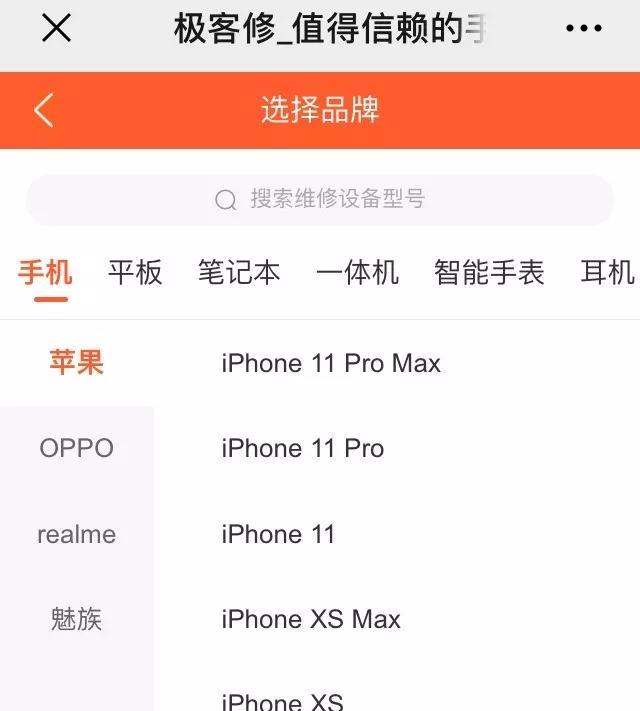 极客修_值得信赖的手
选择品牌
搜索维修设备型号
手机 平板 笔记本 一体机 智能手表 耳机
苹果 iPhone 11 Pro Max
OPPO iPhone 11 Pro
realme iPhone 11
魅族 iPhone XS Max
iPhone XS